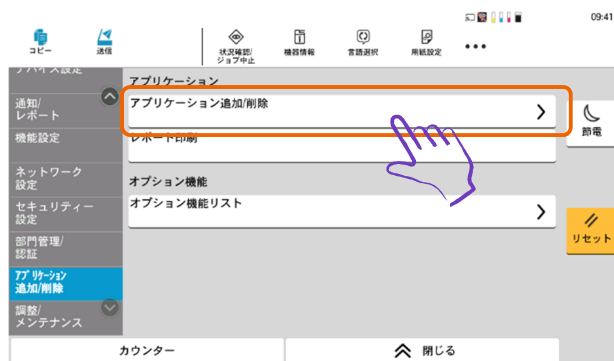 09:41
コピー
送信
状況確認/
ジョブ中止
機器情報
言語選択
用紙設定
デバイス設定
通知/
レポート
機能設定
ネットワーク
設定
セキュリティー
設定
部門管理/
認証
アプリケーション
追加/削除
調整/
メンテナンス
アプリケーション
アプリケーション追加/削除
レポート印刷
オプション機能
オプション機能リスト
節電
リセット
カウンター
閉じる